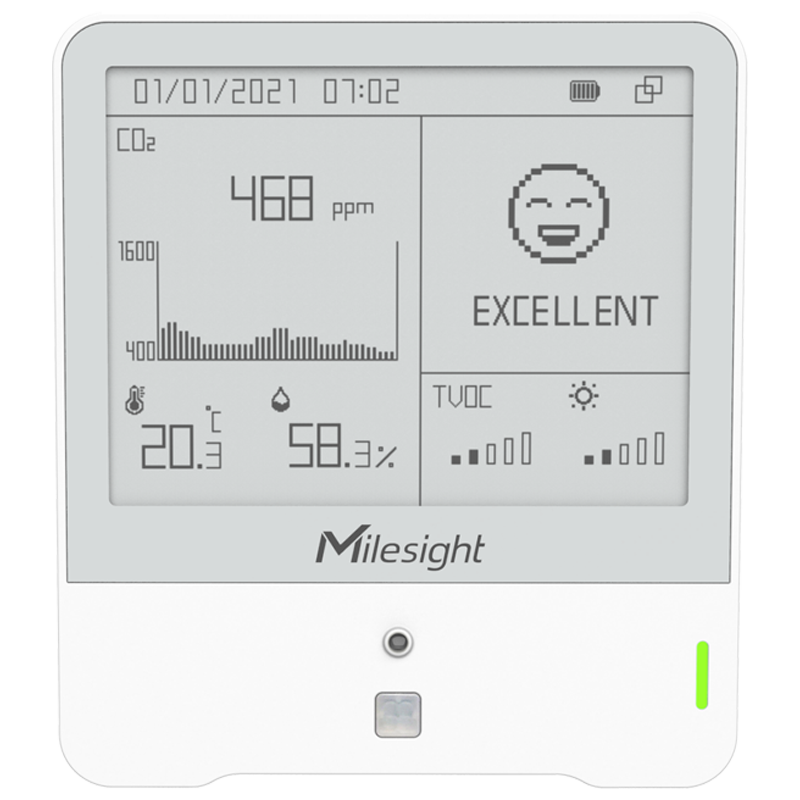 01/01/2021 07:02
CO₂
468 ppm
1600
400
20.3 °C
58.3%
EXCELLENT
TVOC
Milesight